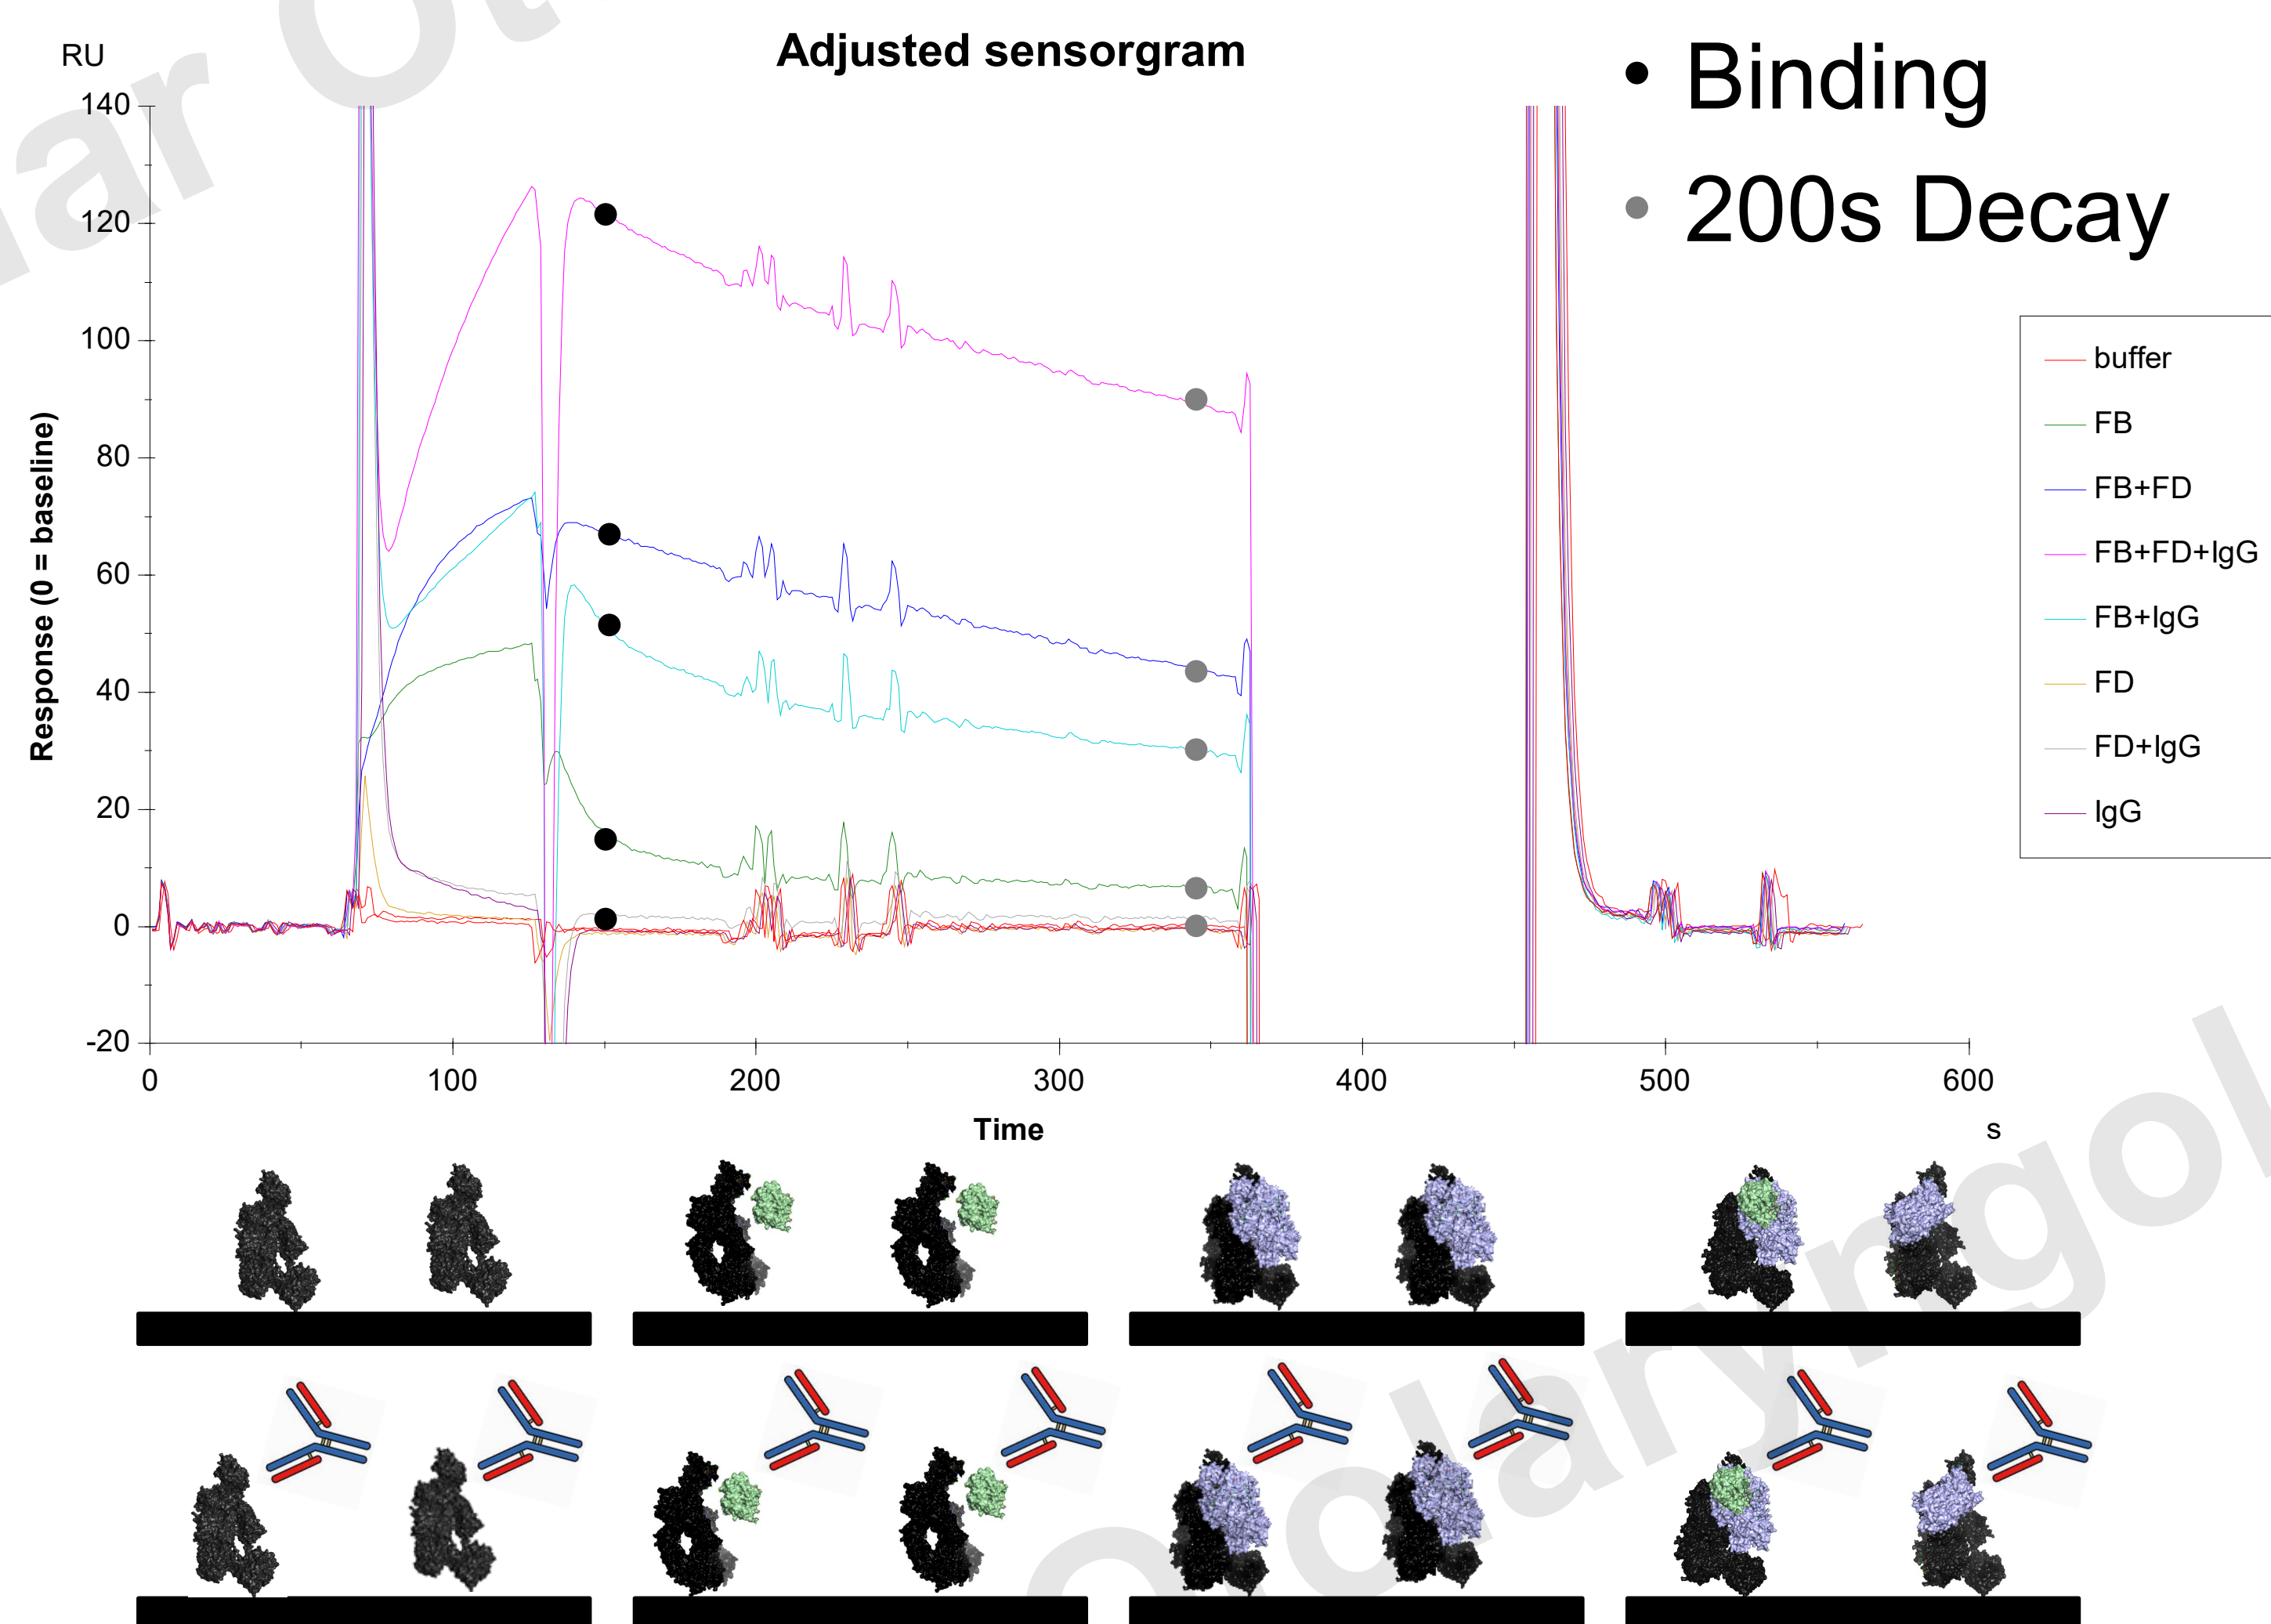 Adjusted sensorgram
RU
• Binding
• 200s Decay
140
120
100
80
60
40
20
0
-20
Response (0 = baseline)
0 100 200 300 400 500 600
Time
s
buffer
FB
FB+FD
FB+FD+IgG
FB+IgG
FD
FD+IgG
IgG